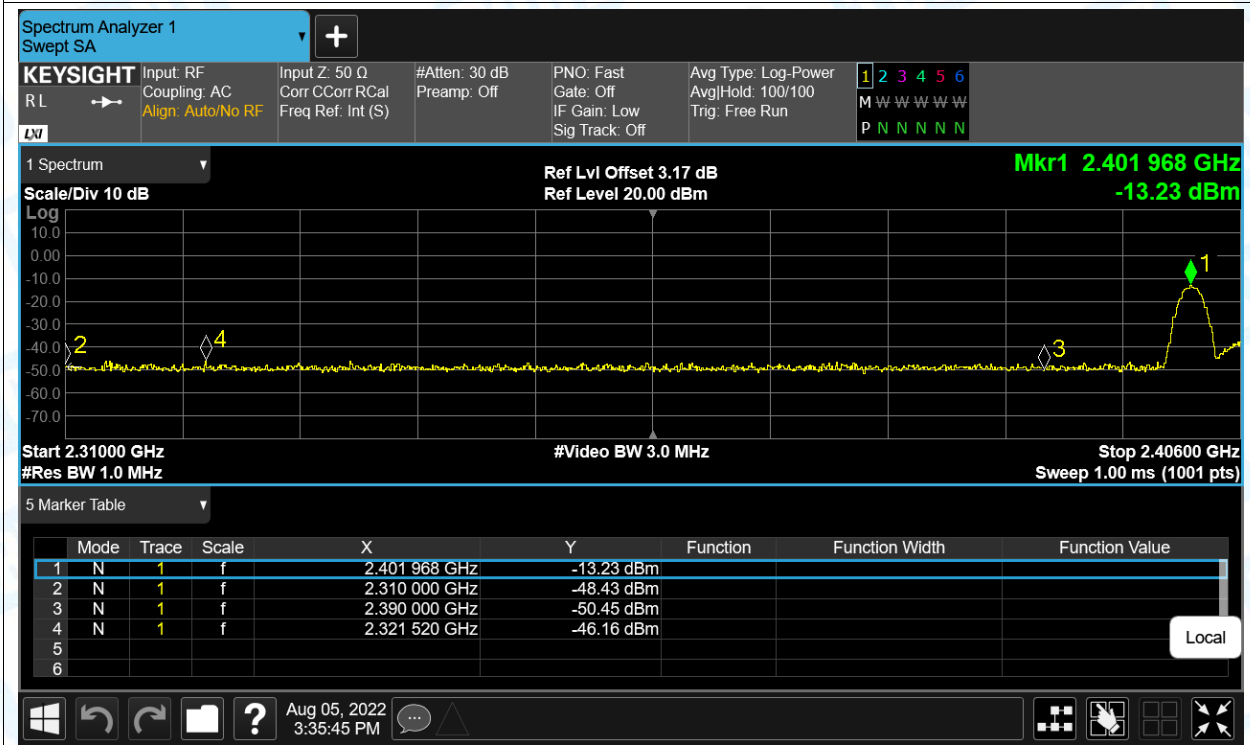 Spectrum Analyzer 1
Swept SA
KEYSIGHT
R L
LXI
Input: RF
Coupling: AC
Align: Auto/No RF
Input Z: 50 Ω
Corr CCorr RCal
Freq Ref: Int (S)
#Atten: 30 dB
Preamp: Off
PNO: Fast
Gate: Off
IF Gain: Low
Sig Track: Off
Avg Type: Log-Power
Avg|Hold: 100/100
Trig: Free Run
1 2 3 4 5 6
M W W W W W
P N N N N N
1 Spectrum
Scale/Div 10 dB
Ref Lvl Offset 3.17 dB
Ref Level 20.00 dBm
Mkr1 2.401 968 GHz
-13.23 dBm
Log
10.0
0.00
-10.0
-20.0
-30.0
-40.0
-50.0
-60.0
-70.0
1
2
4
3
Start 2.31000 GHz
#Video BW 3.0 MHz
Stop 2.40600 GHz
#Res BW 1.0 MHz
Sweep 1.00 ms (1001 pts)
5 Marker Table
Mode Trace Scale X Y Function Function Width Function Value
1 N 1 f 2.401 968 GHz -13.23 dBm
2 N 1 f 2.310 000 GHz -48.43 dBm
3 N 1 f 2.390 000 GHz -50.45 dBm
4 N 1 f 2.321 520 GHz -46.16 dBm
5
6
Local
?
Aug 05, 2022
3:35:45 PM